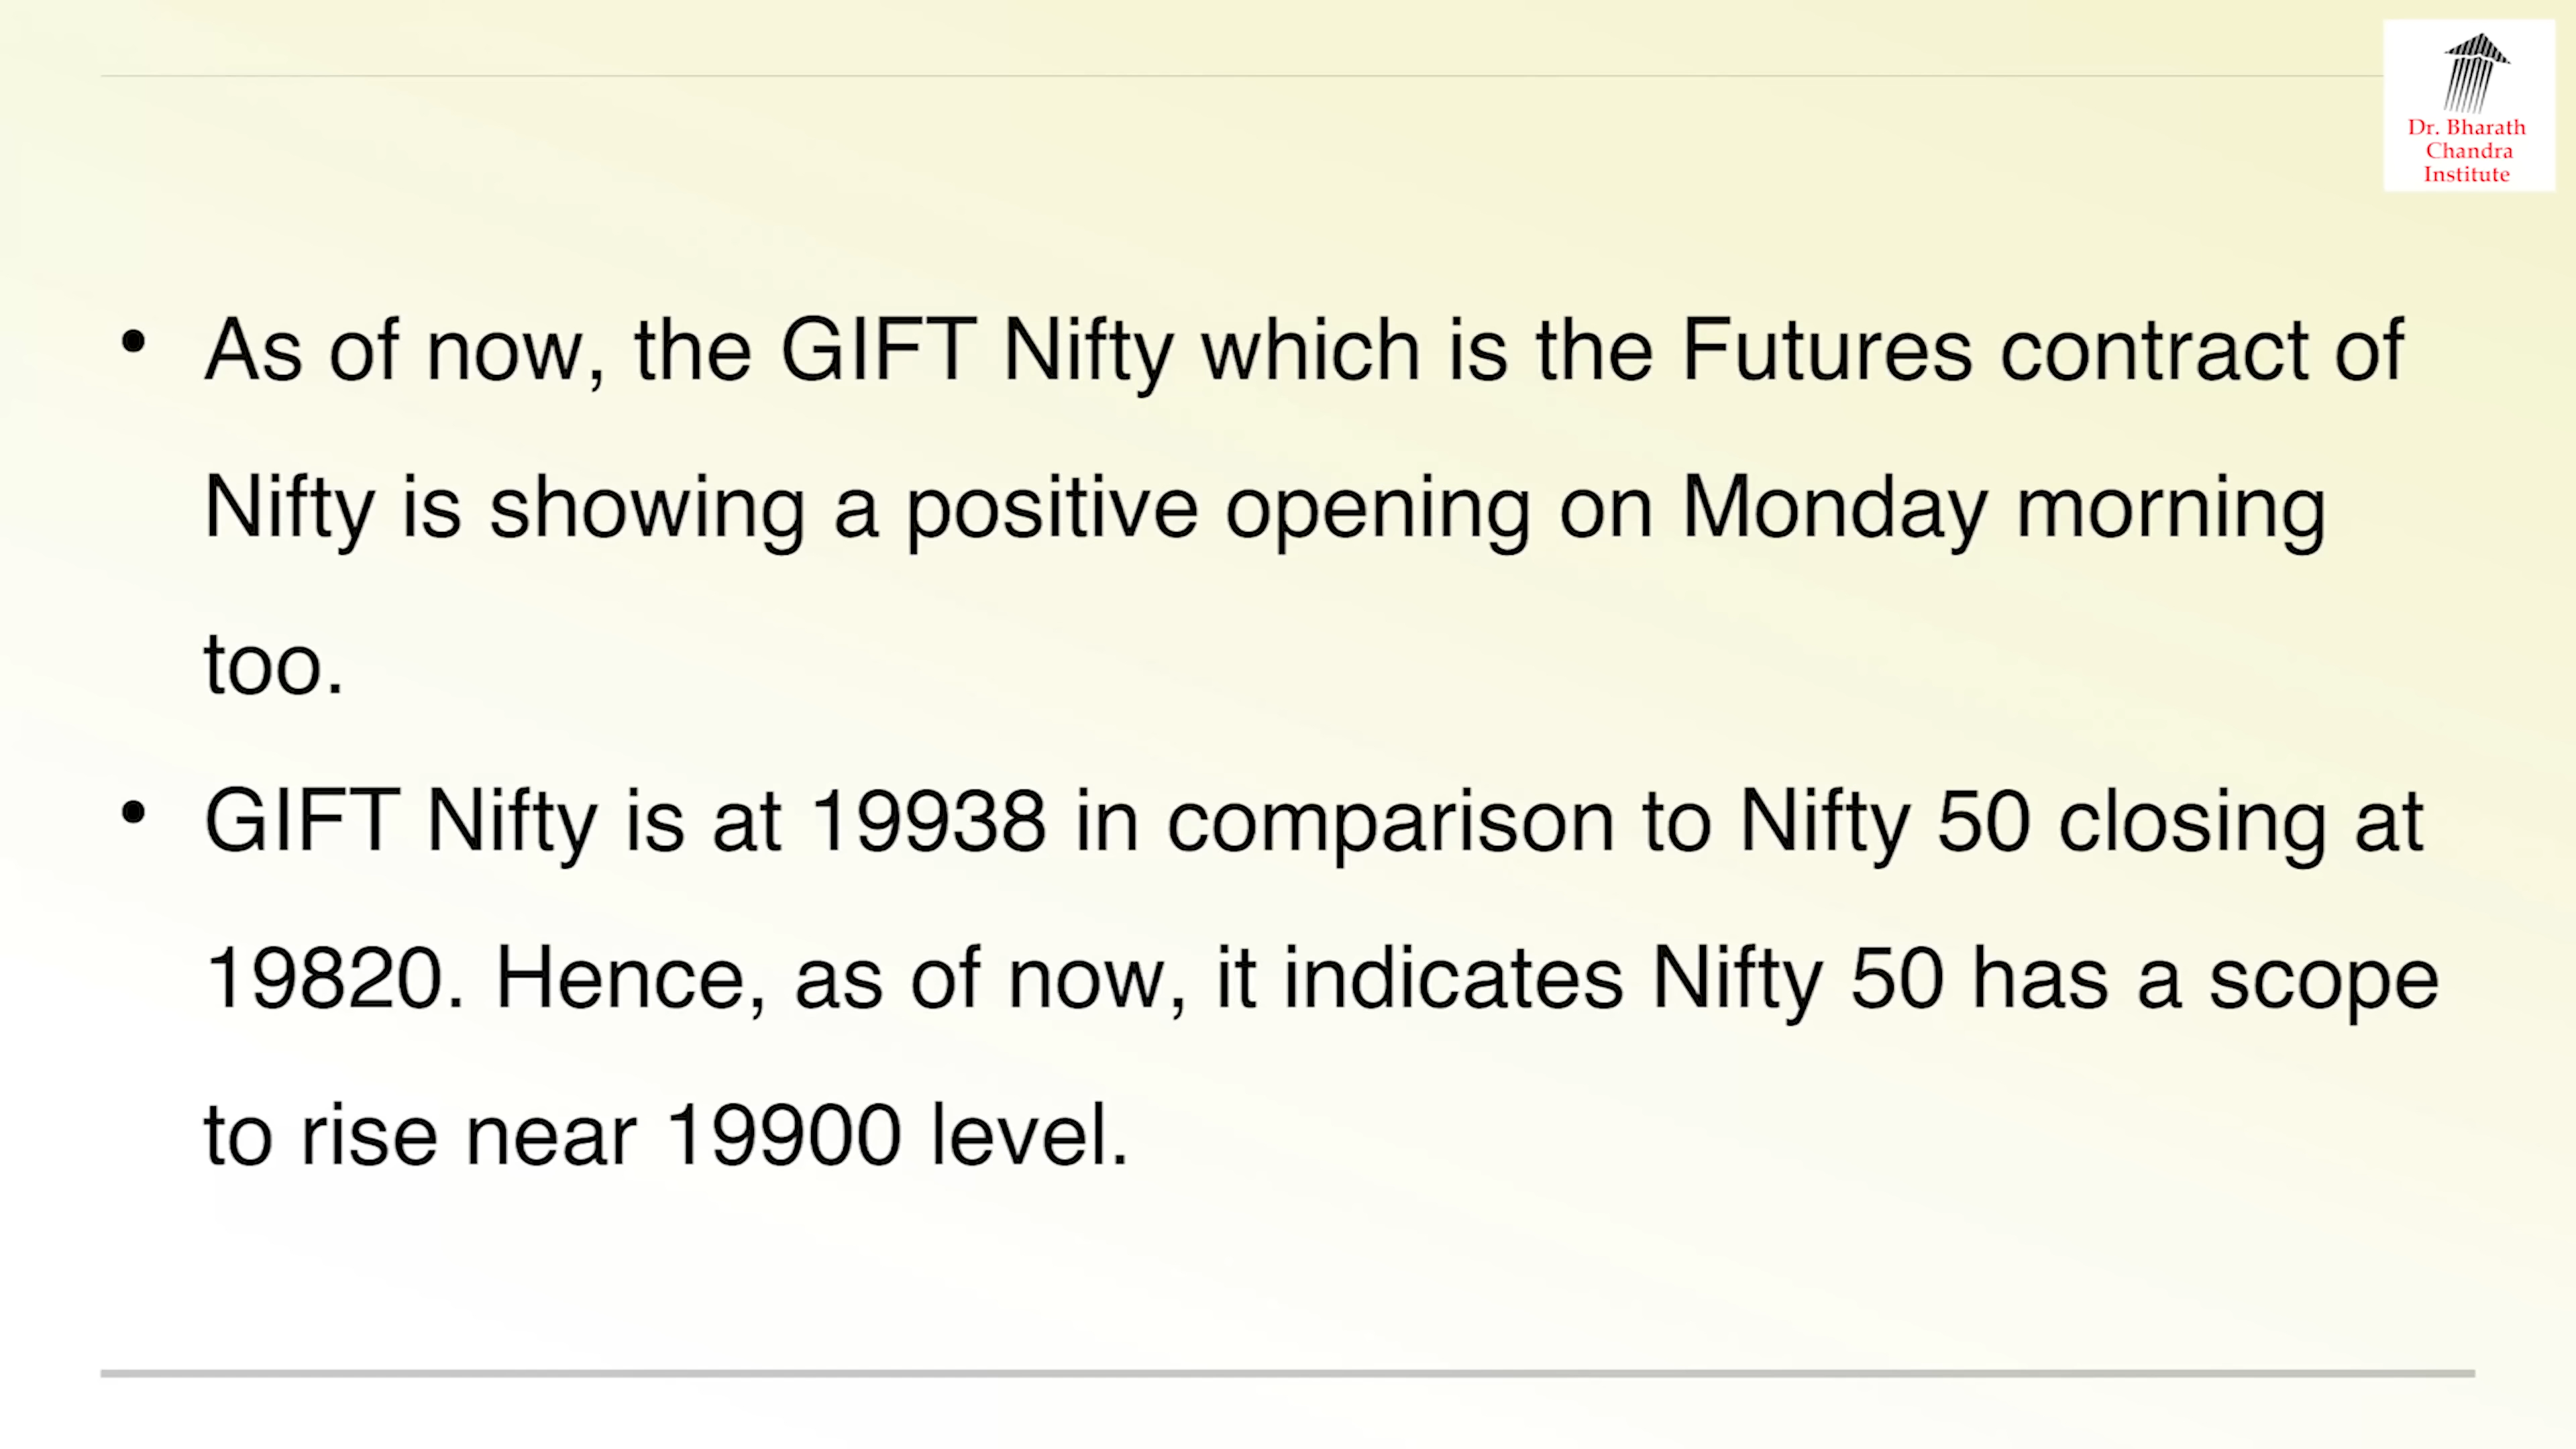 Dr. Bharath
Chandra
Institute
• As of now, the GIFT Nifty which is the Futures contract of
Nifty is showing a positive opening on Monday morning
too.
• GIFT Nifty is at 19938 in comparison to Nifty 50 closing at
19820. Hence, as of now, it indicates Nifty 50 has a scope
to rise near 19900 level.